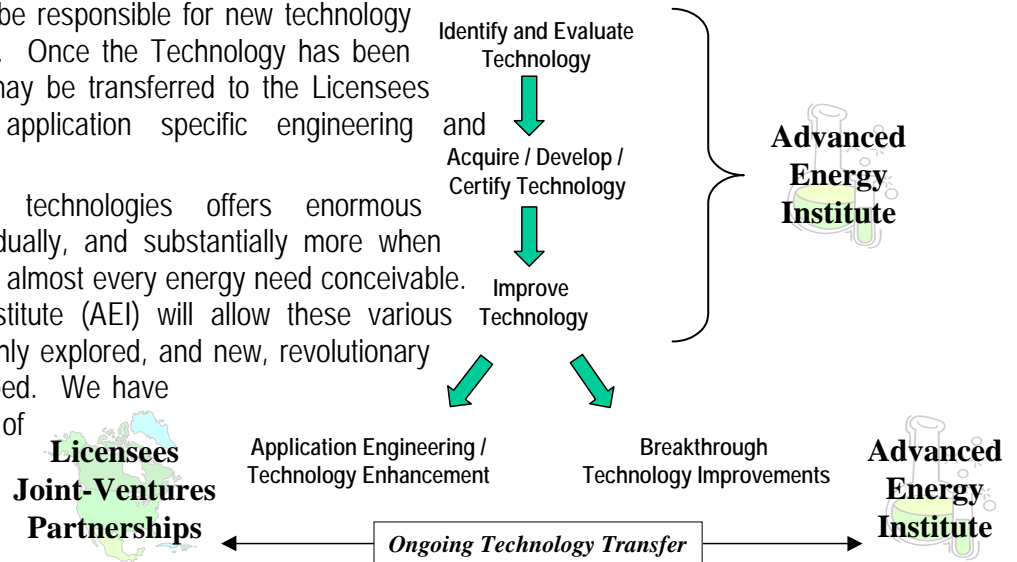 be responsible for new technology
. Once the Technology has been
may be transferred to the Licensees
application specific engineering and
technologies offers enormous
dually, and substantially more when
almost every energy need conceivable.
stitute (AEI) will allow these various
nly explored, and new, revolutionary
ped. We have
of
Identify and Evaluate
Technology
Acquire / Develop /
Certify Technology
Improve
Technology
Advanced
Energy
Institute
Application Engineering /
Technology Enhancement
Breakthrough
Technology Improvements
Licensees
Joint-Ventures
Partnerships
Advanced
Energy
Institute
Ongoing Technology Transfer